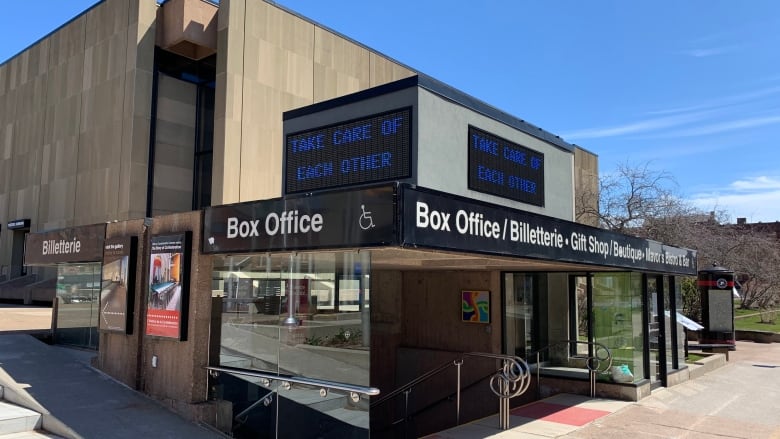 TAKE CARE OF
EACH OTHER
TAKE CARE OF
EACH OTHER
Billetterie
Box Office
Box Office / Billetterie • Gift Shop / Boutique • Mavor's Bistro & Bar